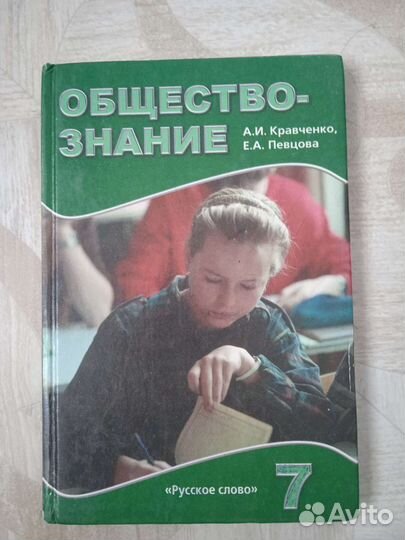 ОБЩЕСТВО-
ЗНАНИЕ
А.И. Кравченко,
Е.А. Певцова
«Русское слово»
7
Avito